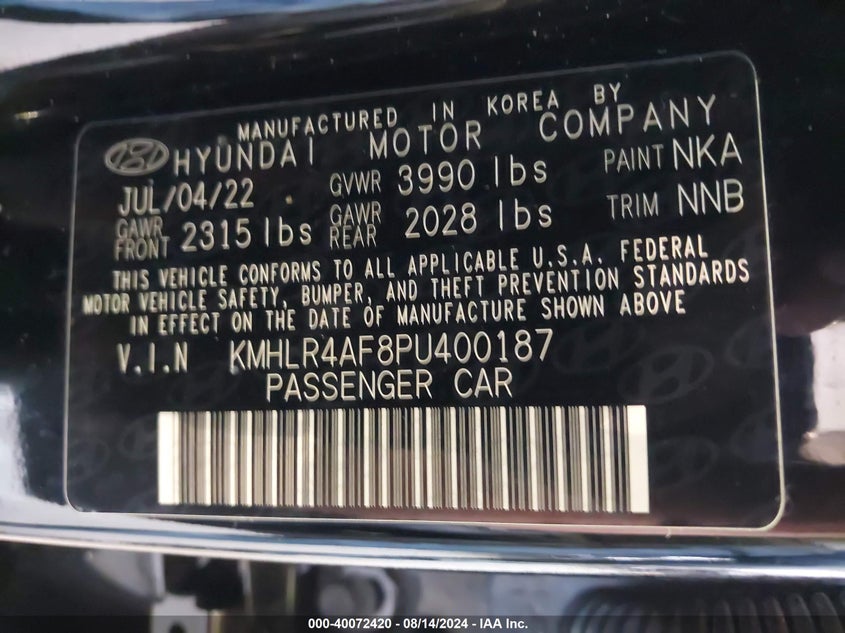 MANUFACTURED IN KOREA BY
HYUNDAI MOTOR COMPANY
JUL/04/22 GVWR 3990 lbs PAINT NKA
GAWR FRONT 2315 lbs GAWR REAR 2028 lbs TRIM NNB
THIS VEHICLE CONFORMS TO ALL APPLICABLE U.S.A. FEDERAL
MOTOR VEHICLE SAFETY, BUMPER, AND THEFT PREVENTION STANDARDS
IN EFFECT ON THE DATE OF MANUFACTURE SHOWN ABOVE
V.I.N KMHLR4AF8PU400187
PASSENGER CAR
000-40072420 - 08/14/2024 - IAA Inc.